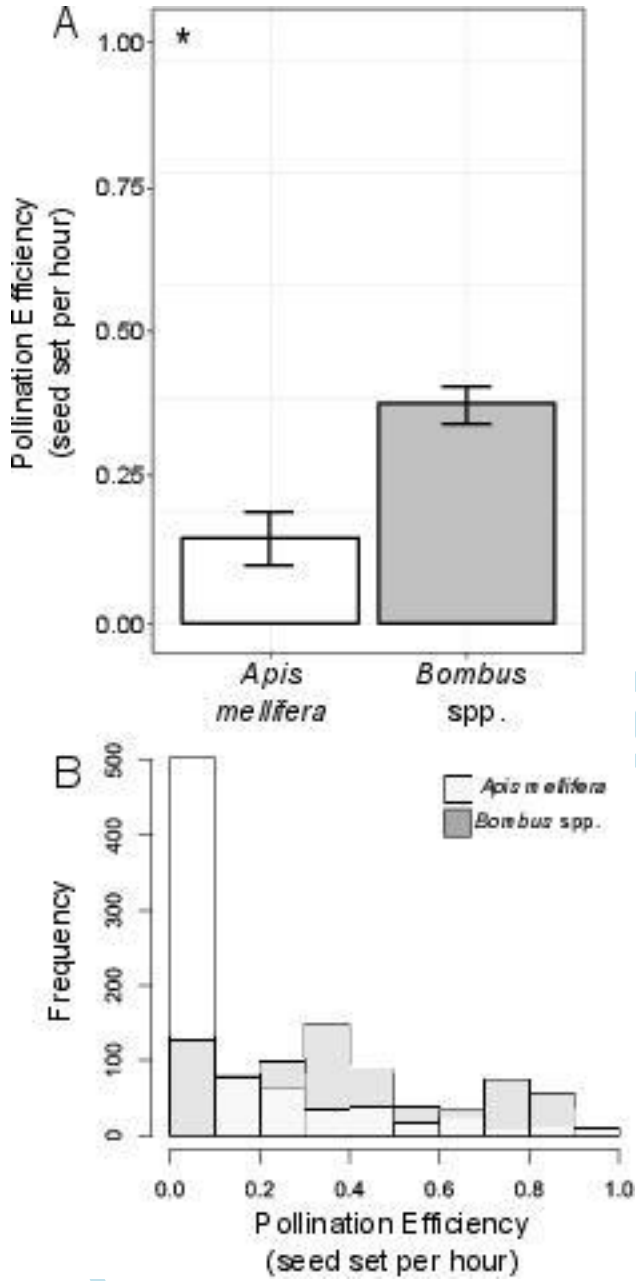 A
*
1.00
0.75
0.50
0.25
0.00
Pollination Efficiency
(seed set per hour)
Apis
mellifera
Bombus
spp.
B
Apis mellifera
Bombus spp.
500
400
300
200
100
0
Frequency
0.0 0.2 0.4 0.6 0.8 1.0
Pollination Efficiency
(seed set per hour)